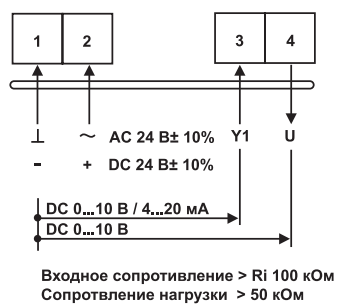 1 2 3 4
⊥ ~ AC 24 В± 10% Y1 U
- + DC 24 В± 10%
DC 0...10 В / 4...20 мА
DC 0...10 В
Входное сопротивление > Ri 100 кОм
Сопротвление нагрузки > 50 кОм